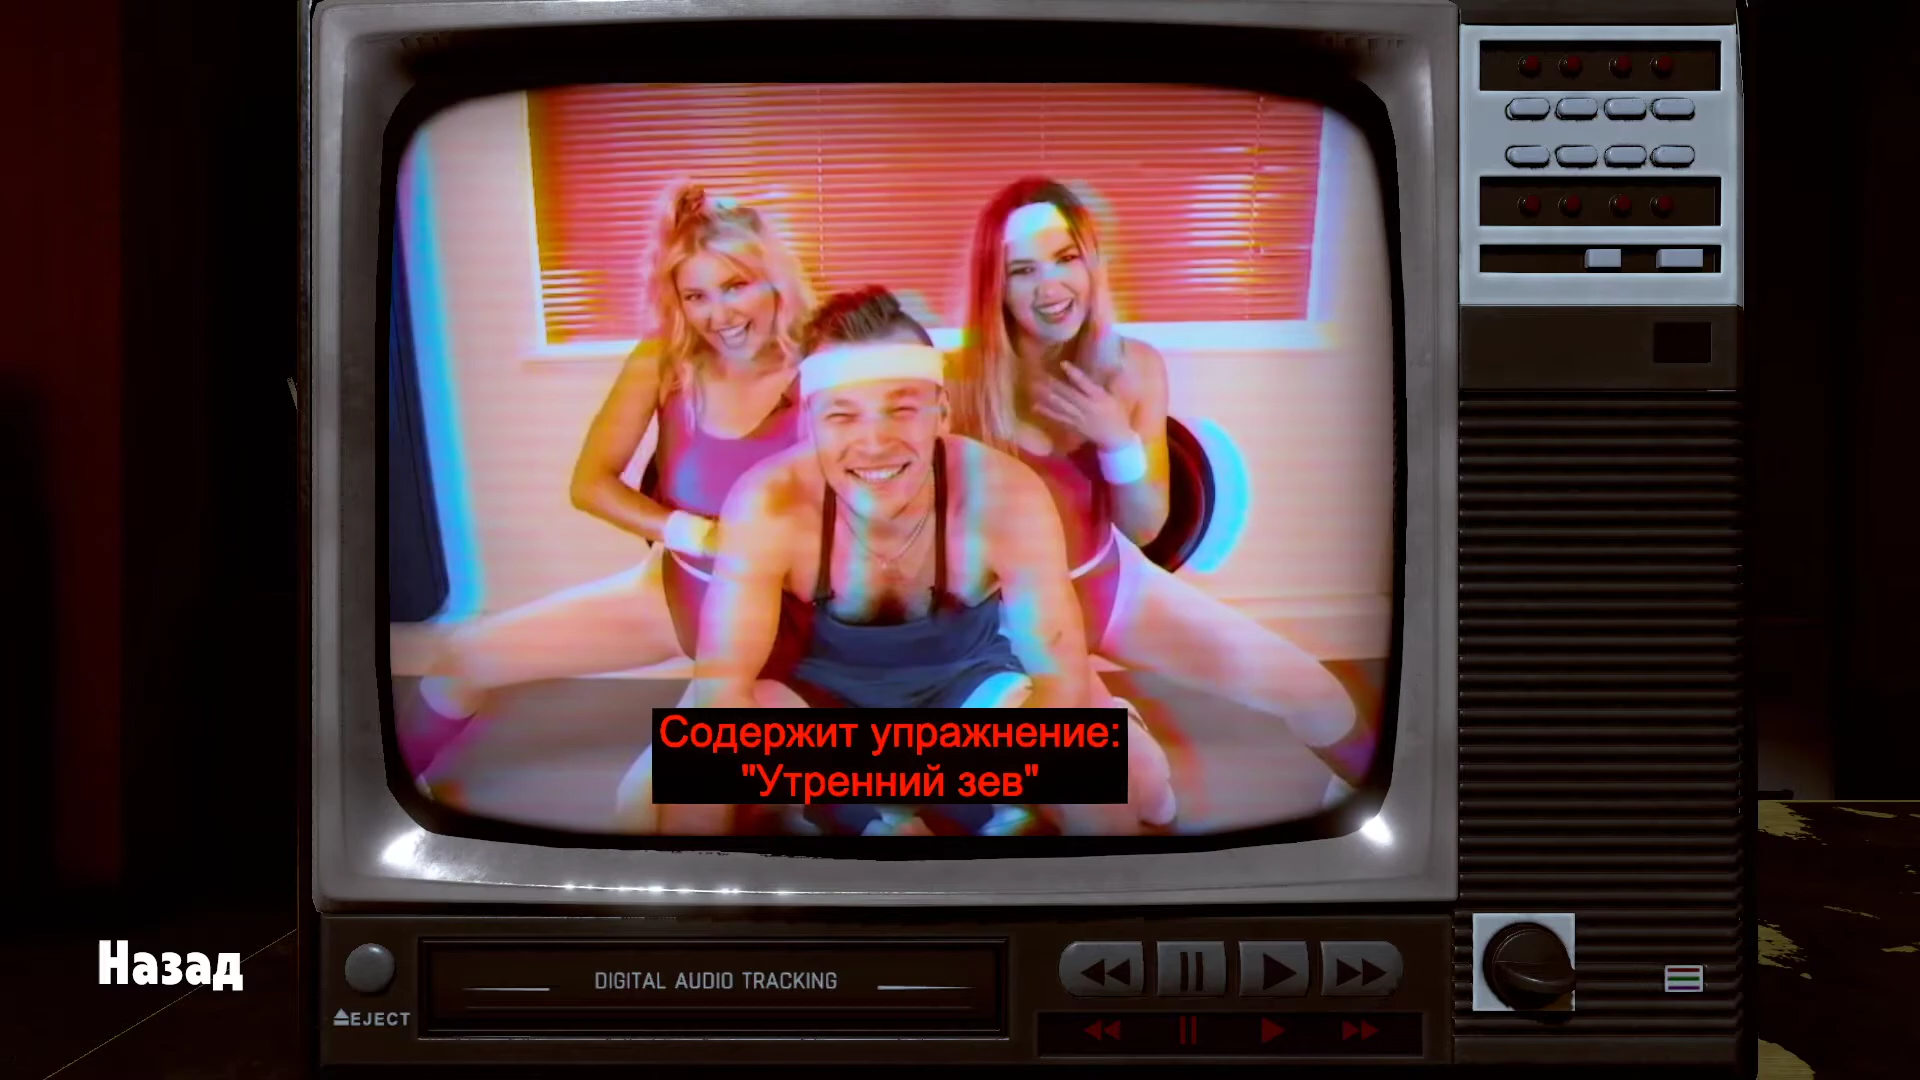 Содержит упражнение:
"Утренний зев"
Назад
DIGITAL AUDIO TRACKING
EJECT